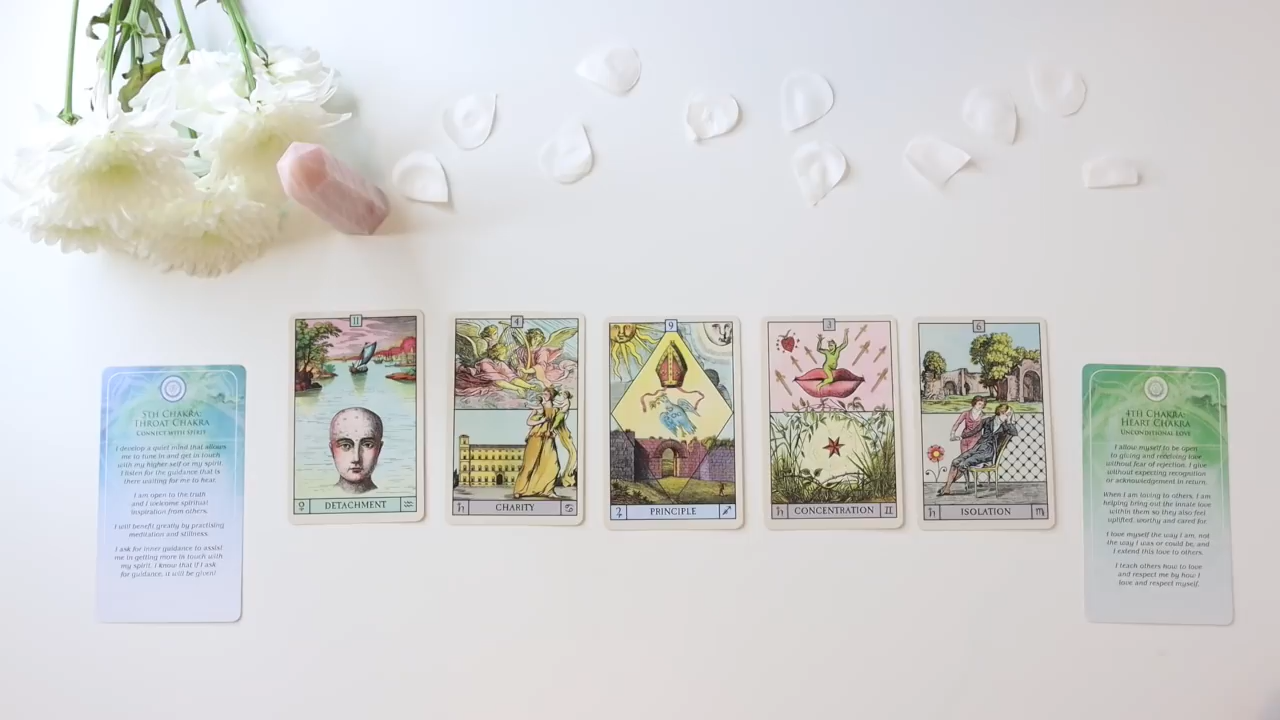 5TH CHAKRA:
THROAT CHAKRA
CONNECT WITH SPIRIT
I develop a quiet mind that allows
me to tune in and get in touch
with my higher self or my spirit.
I listen for the guidance that is
there waiting for me to hear.
I am open to the truth
and I welcome spiritual
inspiration from others.
I will benefit greatly by practising
meditation and stillness.
I ask for inner guidance to assist
me in getting more in touch with
my spirit. I know that if I ask
for guidance, it will be given!
11
DETACHMENT
4
CHARITY
9
PRINCIPLE
3
CONCENTRATION
6
ISOLATION
4TH CHAKRA:
HEART CHAKRA
UNCONDITIONAL LOVE
I allow myself to be open
to giving and receiving love
without fear of rejection. I give
without expecting recognition
or acknowledgement in return.
When I am loving to others, I am
helping bring out the innate love
within them so they also feel
uplifted, worthy and cared for.
I love myself the way I am, not
the way I was or could be, and
I extend this love to others.
I teach others how to love
and respect me by how I
love and respect myself.